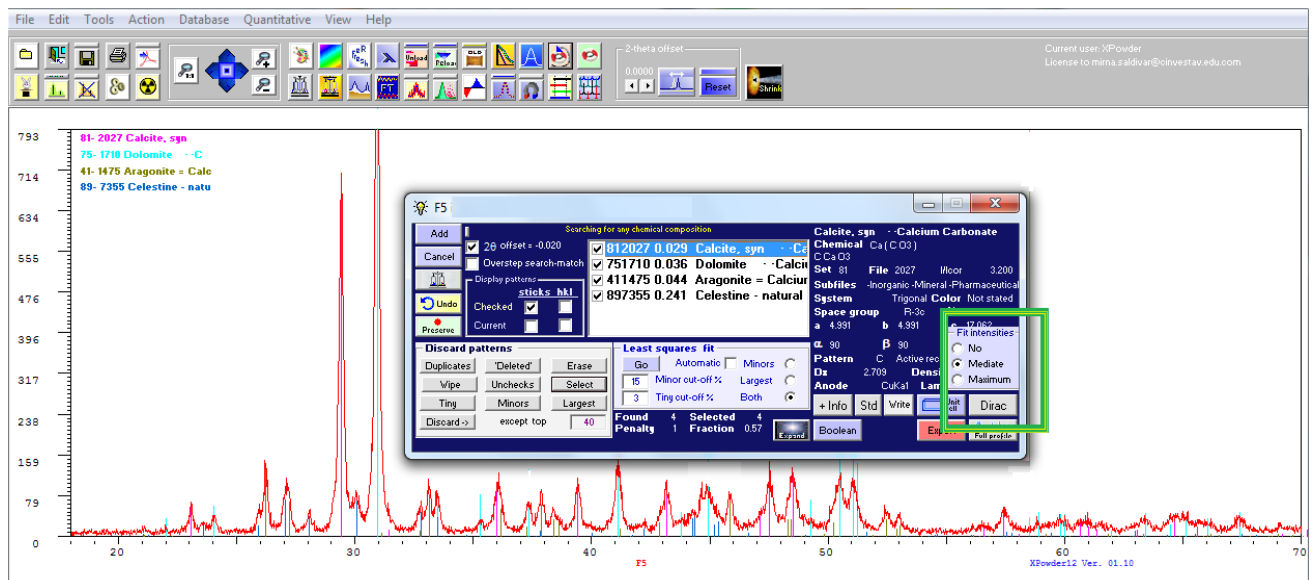 File Edit Tools Action Database Quantitative View Help
2-theta offset
0.0000
Reset
Shrink
Current user: XPowder
License to mirna.saldivar@cinvestav.edu.com
793
714
634
555
476
396
317
238
159
79
0
81- 2027 Calcite, syn
75- 1710 Dolomite - -C
41- 1475 Aragonite = Calc
89- 7355 Celestine - natu
F5
Add
Cancel
Undo
Preserve
Searching for any chemical composition
2θ offset = -0.020
Overstep search-match
Display patterns
sticks hkl
Checked
Current
812027 0.029 Calcite, syn - -Ca
751710 0.036 Dolomite - -Calci
411475 0.044 Aragonite = Calciur
897355 0.241 Celestine - natural
Discard patterns
Duplicates 'Deleted' Erase
Wipe Unchecks Select
Tiny Minors Largest
Discard -> except top 40
Least squares fit
Go Automatic Minors
15 Minor cut-off % Largest
3 Tiny cut-off % Both
Found 4 Selected 4
Penalty 1 Fraction 0.57
Expand
Calcite, syn - -Calcium Carbonate
Chemical Ca ( C O3 )
C Ca O3
Set 81 File 2027 I/Icor 3.200
Subfiles -Inorganic -Mineral -Pharmaceutical
System Trigonal Color Not stated
Space group R-3c
a 4.991 b 4.991 c 17.062
α 90 β 90
Pattern C Active rec
Dx 2.709 Densi
Anode CuKa1 Lam
Fit intensities
No
Mediate
Maximum
+ Info Std Write Unit cell Dirac
Boolean Exp Full profile
20 30 40 50 60 70
F5
XPowder12 Ver. 01.10